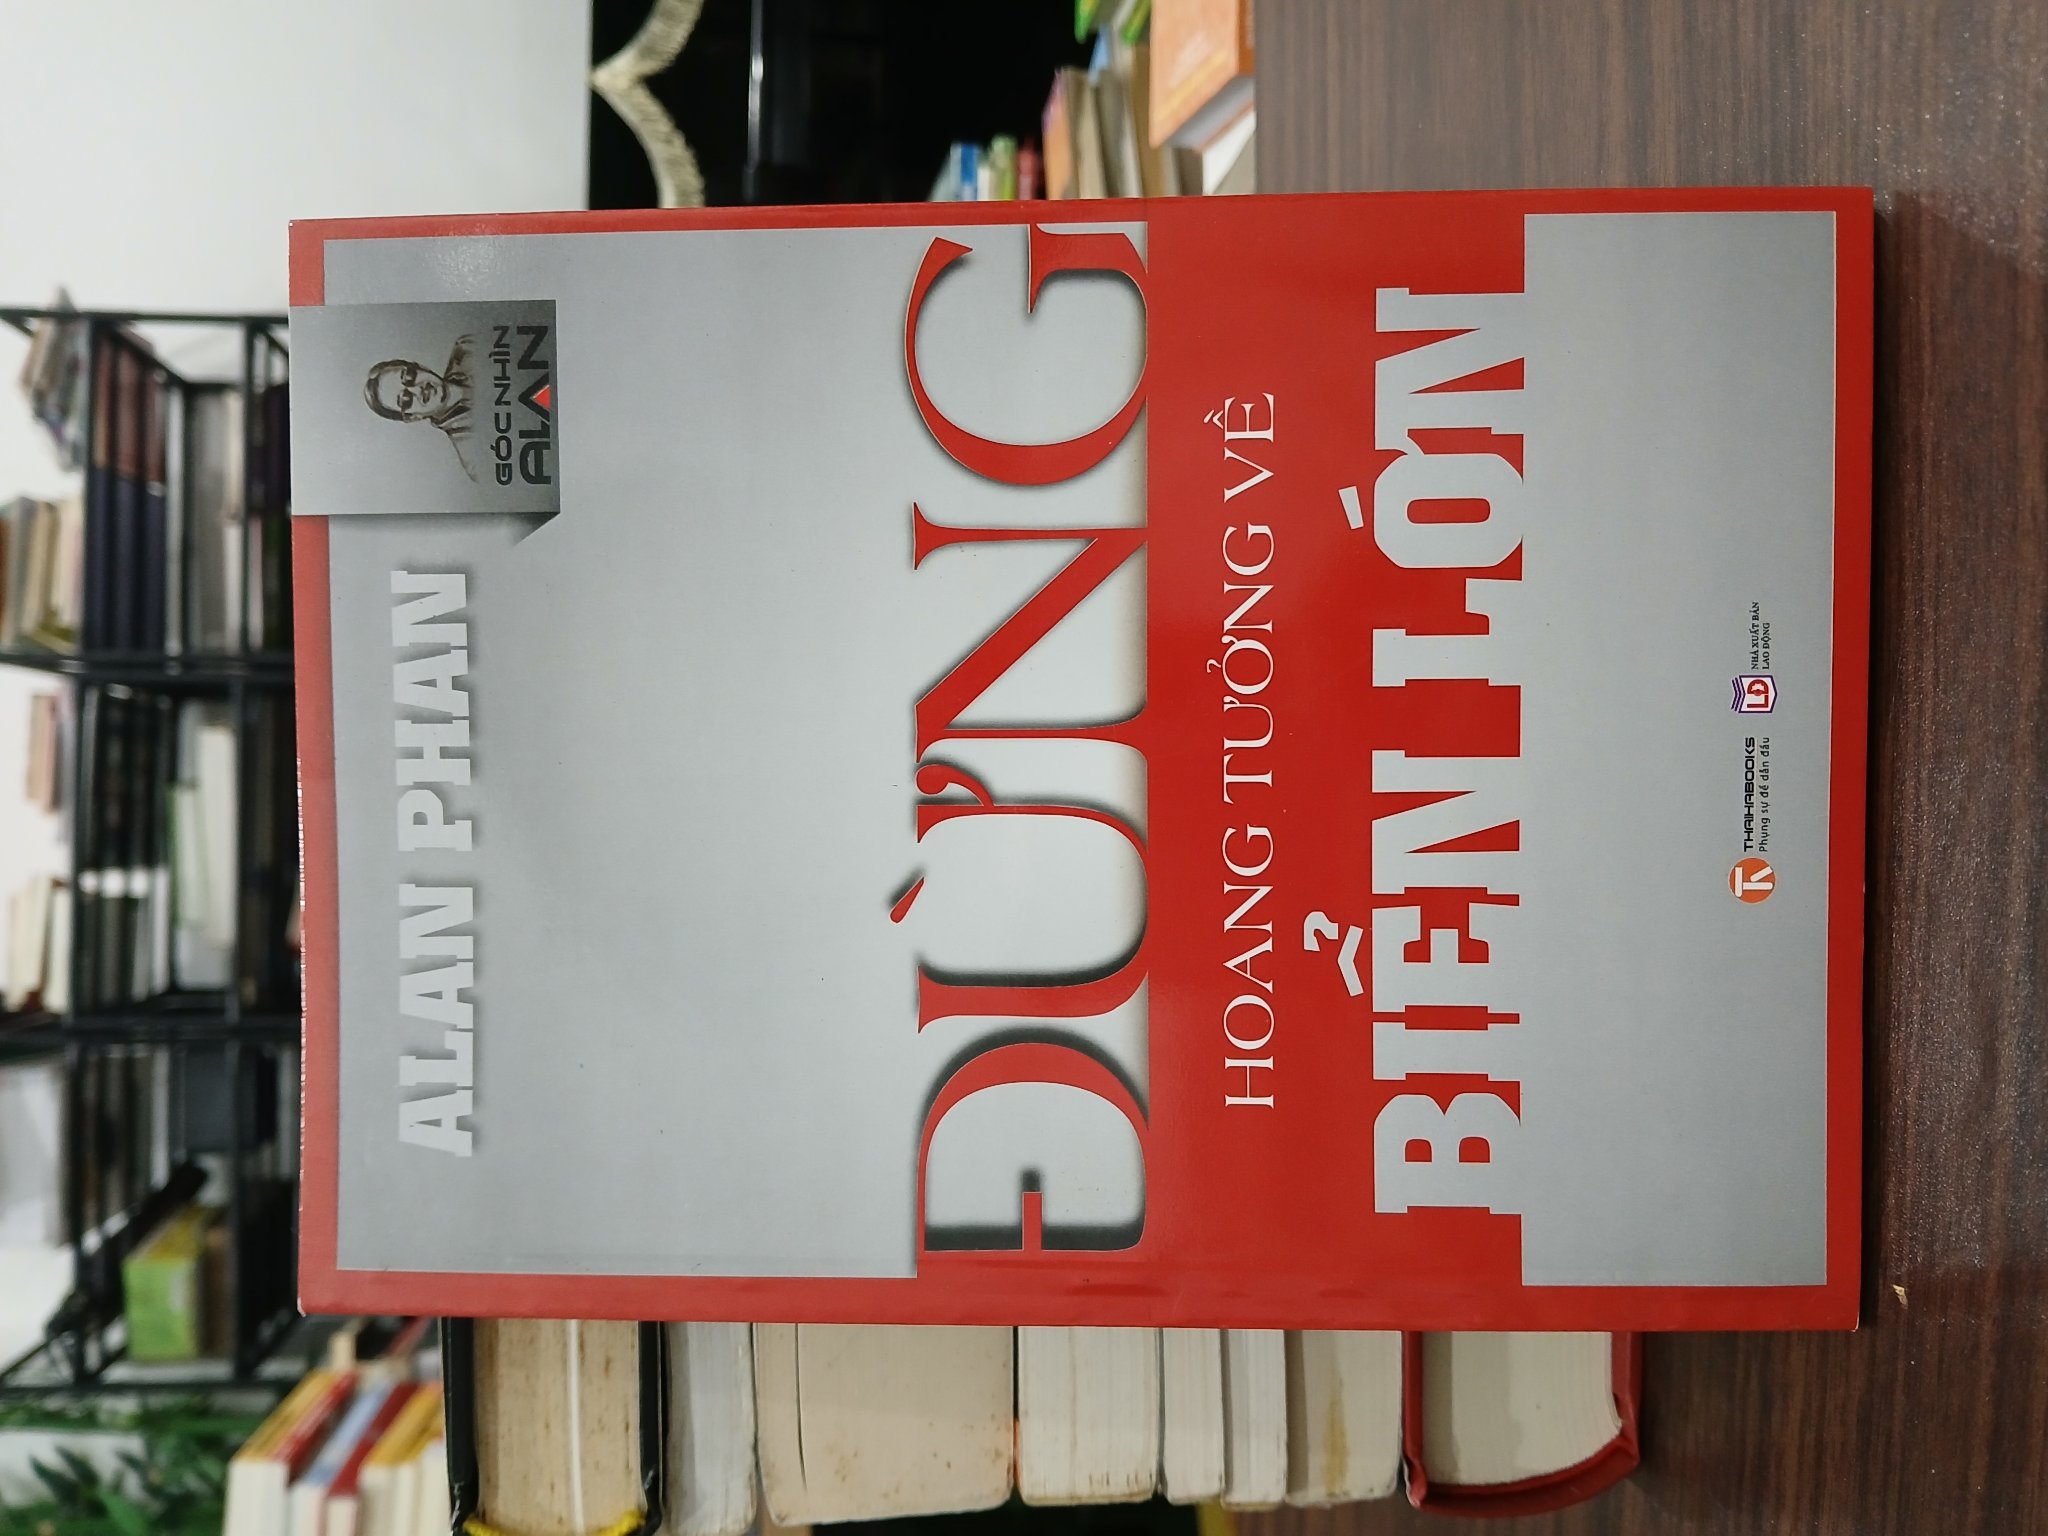 GÓC NHÌN
ALAN
ALAN PHAN
ĐỪNG
HOANG TƯỞNG VỀ
BIỂN LỚN
THAIHABOOKS
Phụng sự để dẫn đầu
LĐ
NHÀ XUẤT BẢN
LAO ĐỘNG